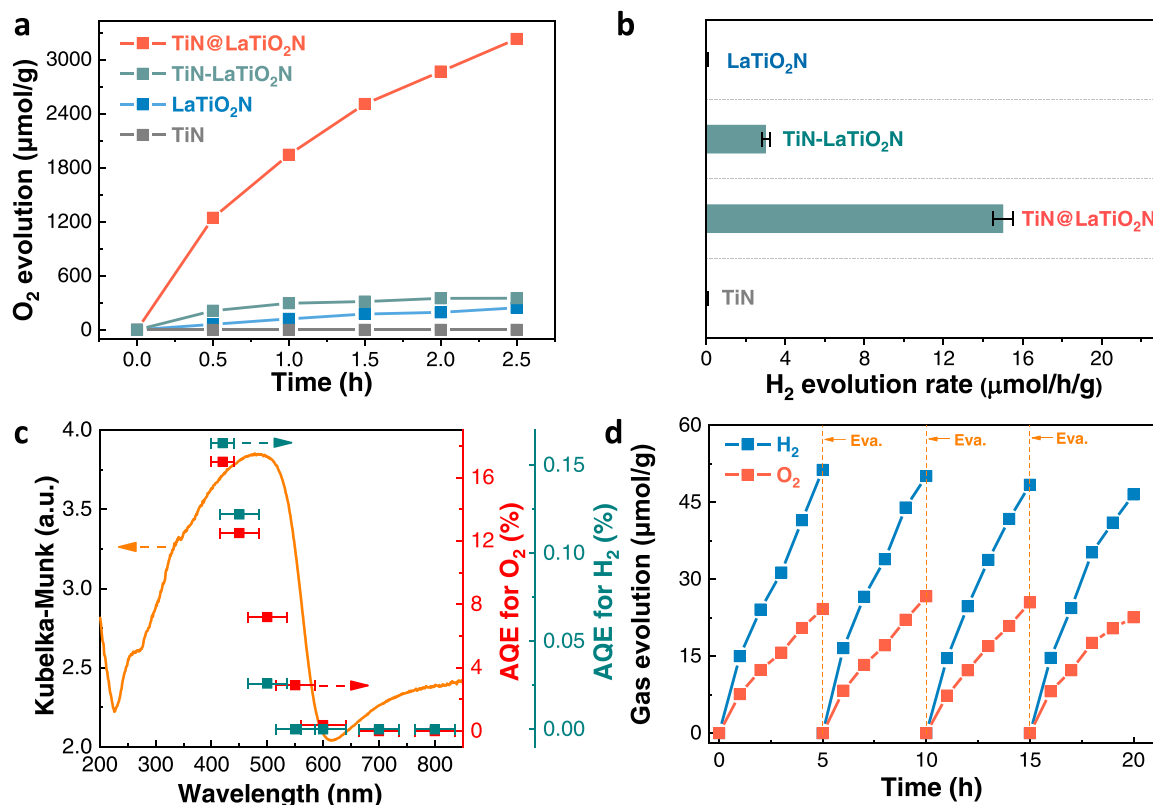 a
TiN@LaTiO₂N
TiN-LaTiO₂N
LaTiO₂N
TiN
O₂ evolution (μmol/g)
3000
2400
1800
1200
600
0
0.0 0.5 1.0 1.5 2.0 2.5
Time (h)
b
LaTiO₂N
TiN-LaTiO₂N
TiN@LaTiO₂N
TiN
0 4 8 12 16 20
H₂ evolution rate (μmol/h/g)
c
Kubelka-Munk (a.u.)
4.0
3.5
3.0
2.5
2.0
200 300 400 500 600 700 800
Wavelength (nm)
16
12
8
4
0
AQE for O₂ (%)
0.15
0.10
0.05
0.00
AQE for H₂ (%)
d
H₂
O₂
Eva.
Eva.
Eva.
Gas evolution (μmol/g)
60
45
30
15
0
0 5 10 15 20
Time (h)